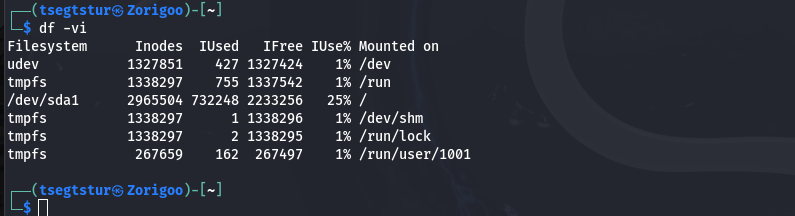 ┌──(tsegtstur㉿Zorigoo)-[~]
└─$ df -vi
Filesystem      Inodes  IUsed   IFree IUse% Mounted on
udev           1327851    427 1327424    1% /dev
tmpfs          1338297    755 1337542    1% /run
/dev/sda1      2965504 732248 2233256   25% /
tmpfs          1338297      1 1338296    1% /dev/shm
tmpfs          1338297      2 1338295    1% /run/lock
tmpfs           267659    162  267497    1% /run/user/1001
┌──(tsegtstur㉿Zorigoo)-[~]
└─$